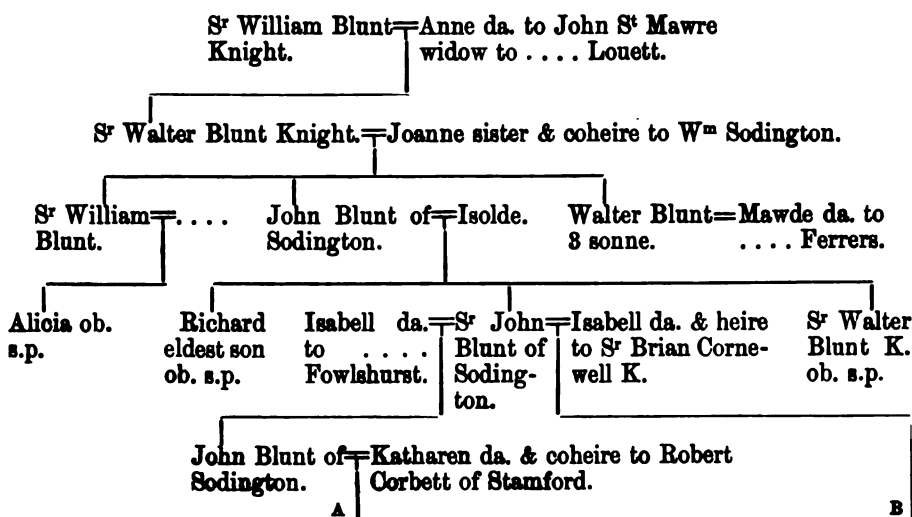 Sʳ William Blunt═Anne da. to John Sᵗ Mawre
Knight. widow to .... Louett.
Sʳ Walter Blunt Knight.═Joanne sister & coheire to Wᵐ Sodington.
Sʳ William═....
Blunt.
John Blunt of═Isolde.
Sodington.
Walter Blunt═Mawde da. to
3 sonne. .... Ferrers.
Alicia ob.
s.p.
Richard
eldest son
ob. s.p.
Isabell da.
to ....
Fowlshurst.
═Sʳ John═
Blunt of
Soding-
ton.
Isabell da. & heire
to Sʳ Brian Corne-
well K.
Sʳ Walter
Blunt K.
ob. s.p.
John Blunt of═Katharen da. & coheire to Robert
Sodington. Corbett of Stamford.
A B